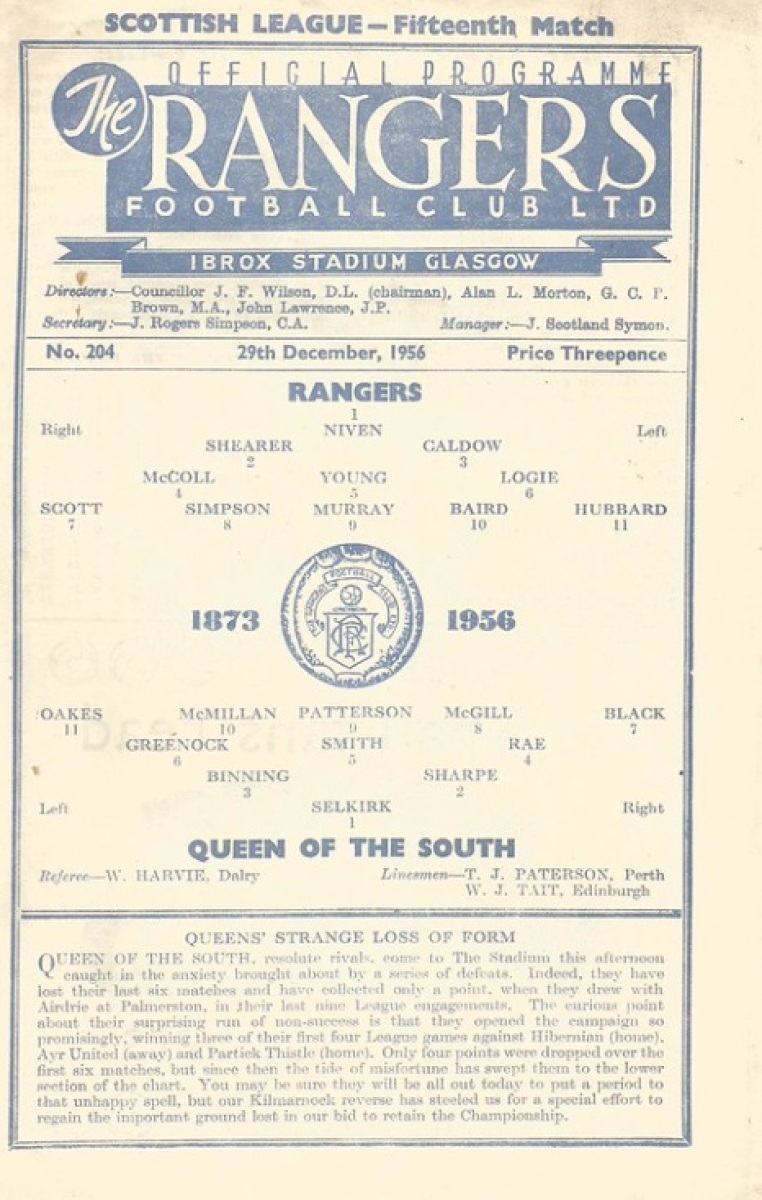 SCOTTISH LEAGUE — Fifteenth Match
OFFICIAL PROGRAMME
The RANGERS
FOOTBALL CLUB LTD
IBROX STADIUM GLASGOW
Directors:—Councillor J. F. Wilson, D.L. (chairman), Alan L. Morton, G. C. P.
Brown, M.A., John Lawrence, J.P.
Secretary:—J. Rogers Simpson, C.A. Manager:—J. Scotland Symon.
No. 204 29th December, 1956 Price Threepence
RANGERS
1
Right NIVEN Left
SHEARER CALDOW
2 3
McCOLL YOUNG LOGIE
4 5 6
SCOTT SIMPSON MURRAY BAIRD HUBBARD
7 8 9 10 11
FOOTBALL
1873 1956
OAKES McMILLAN PATTERSON McGILL BLACK
11 10 9 8 7
GREENOCK SMITH RAE
6 5 4
BINNING SHARPE
3 2
Left SELKIRK Right
1
QUEEN OF THE SOUTH
Referee—W. HARVIE, Dalry Linesmen—T. J. PATERSON, Perth
W. J. TAIT, Edinburgh
QUEENS' STRANGE LOSS OF FORM
QUEEN OF THE SOUTH, resolute rivals, come to The Stadium this afternoon
caught in the anxiety brought about by a series of defeats. Indeed, they have
lost their last six matches and have collected only a point, when they drew with
Airdrie at Palmerston, in their last nine League engagements. The curious point
about their surprising run of non-success is that they opened the campaign so
promisingly, winning three of their first four League games against Hibernian (home),
Ayr United (away) and Partick Thistle (home). Only four points were dropped over the
first six matches, but since then the tide of misfortune has swept them to the lower
section of the chart. You may be sure they will be all out today to put a period to
that unhappy spell, but our Kilmarnock reverse has steeled us for a special effort to
regain the important ground lost in our bid to retain the Championship.